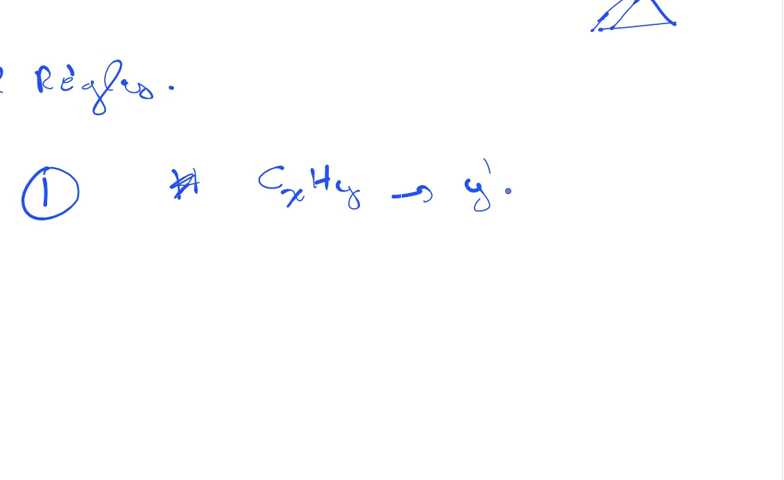 Règles.
① * CxHy → y'.